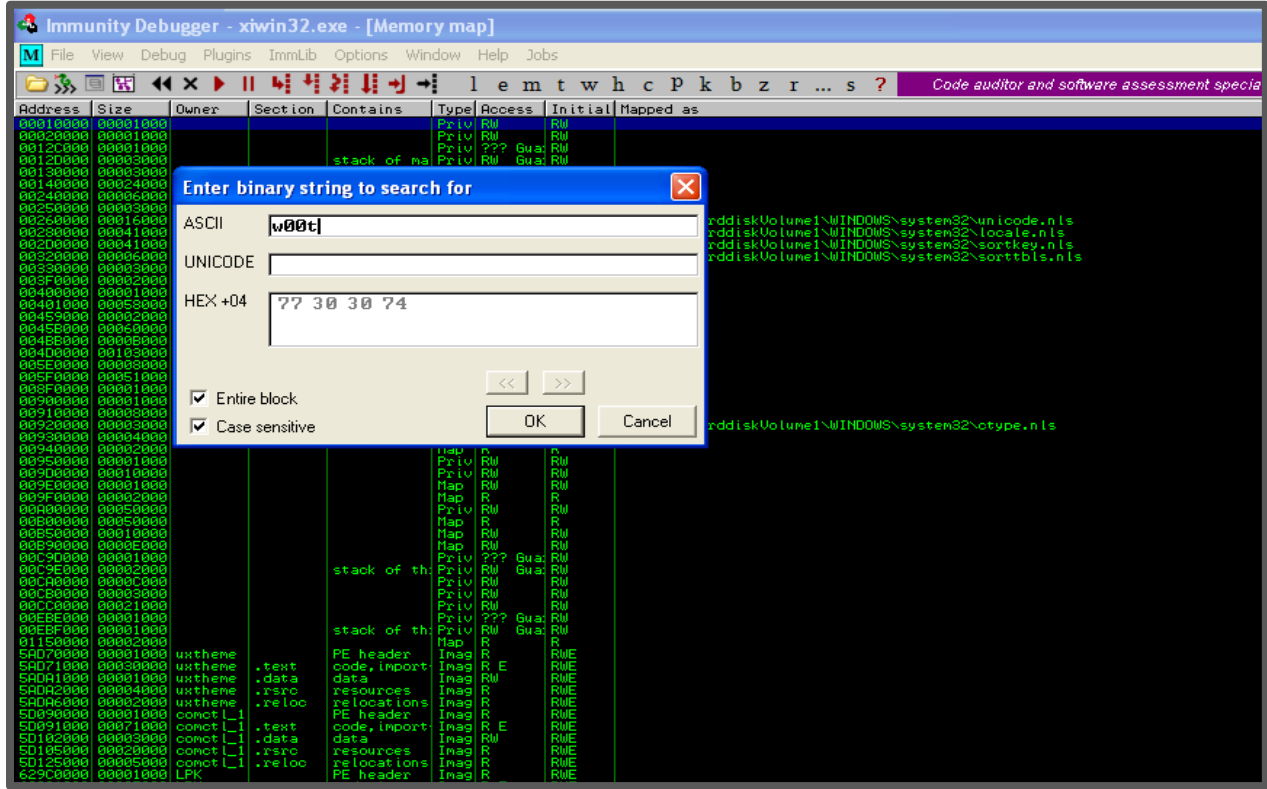 Immunity Debugger - xiwin32.exe - [Memory map]
M File View Debug Plugins ImmLib Options Window Help Jobs
l e m t w h c P k b z r ... s ? Code auditor and software assessment specia
Address Size Owner Section Contains Type Access Initial Mapped as
00010000 00001000 Priv RW RW
00020000 00001000 Priv RW RW
0012C000 00001000 Priv ??? Gua: RW
0012D000 00003000 stack of ma Priv RW Gua: RW
00130000 00003000
00140000 00024000
00240000 00006000
00250000 00003000
00260000 00016000 rddiskVolume1\WINDOWS\system32\unicode.nls
00280000 00041000 rddiskVolume1\WINDOWS\system32\locale.nls
002D0000 00041000 rddiskVolume1\WINDOWS\system32\sortkey.nls
00320000 00006000 rddiskVolume1\WINDOWS\system32\sorttbls.nls
00330000 00003000
003F0000 00002000
00400000 00001000
00401000 00058000
00459000 00002000
0045B000 00060000
004BB000 0000B000
004D0000 00103000
005E0000 00008000
005F0000 00051000
008F0000 00001000
00900000 00001000
00910000 00008000
00920000 00003000 rddiskVolume1\WINDOWS\system32\ctype.nls
00930000 00004000
Enter binary string to search for
ASCII w00t
UNICODE
HEX +04 77 30 30 74
<< >>
Entire block
Case sensitive
OK Cancel
00940000 00002000 Map R R
00950000 00001000 Priv RW RW
009D0000 00010000 Priv RW RW
009E0000 00001000 Map RW RW
009F0000 00002000 Map R R
00A00000 00050000 Priv RW RW
00B00000 00050000 Map R R
00B50000 00010000 Map RW RW
00B90000 0000E000 Map RW RW
00C9D000 00001000 Priv ??? Gua: RW
00C9E000 00002000 stack of th: Priv RW Gua: RW
00CA0000 0000C000 Priv RW RW
00CB0000 00003000 Priv RW RW
00CC0000 00021000 Priv RW RW
00EBE000 00001000 Priv ??? Gua: RW
00EBF000 00001000 stack of th: Priv RW Gua: RW
01150000 00002000 Map R R
5AD70000 00001000 uxtheme PE header Imag R RWE
5AD71000 00030000 uxtheme .text code,import Imag R E RWE
5ADA1000 00001000 uxtheme .data data Imag RW RWE
5ADA2000 00004000 uxtheme .rsrc resources Imag R RWE
5ADA6000 00002000 uxtheme .reloc relocations Imag R RWE
5D090000 00001000 comctl_1 PE header Imag R RWE
5D091000 00071000 comctl_1 .text code,import Imag R E RWE
5D102000 00003000 comctl_1 .data data Imag RW RWE
5D105000 00020000 comctl_1 .rsrc resources Imag R RWE
5D125000 00005000 comctl_1 .reloc relocations Imag R RWE
629C0000 00001000 LPK PE header Imag R RWE